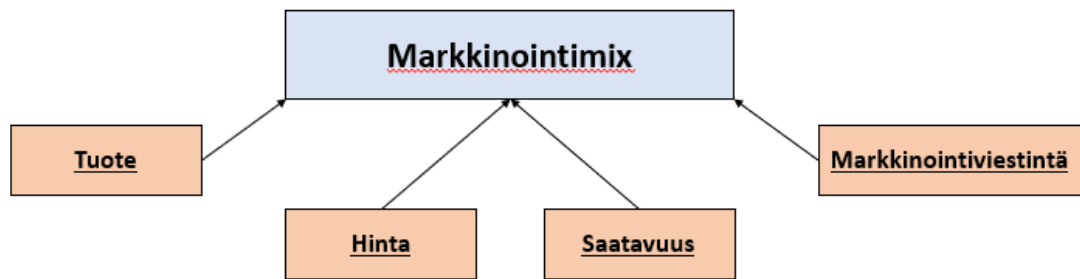 Markkinointimix
Tuote
Markkinointiviestintä
Hinta
Saatavuus